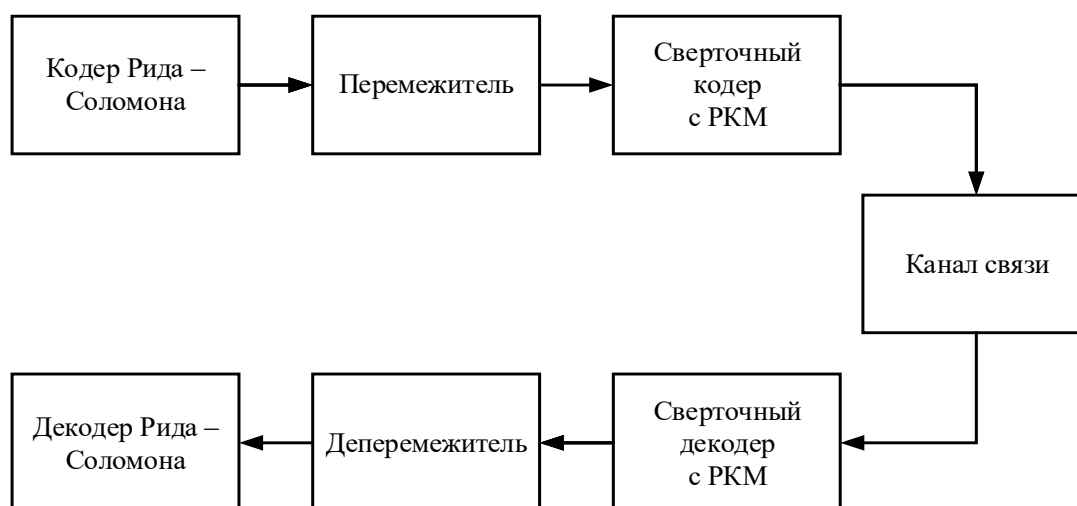 Кодер Рида –
Соломона
Перемежитель
Сверточный
кодер
с РКМ
Канал связи
Декодер Рида –
Соломона
Деперемежитель
Сверточный
декодер
с РКМ